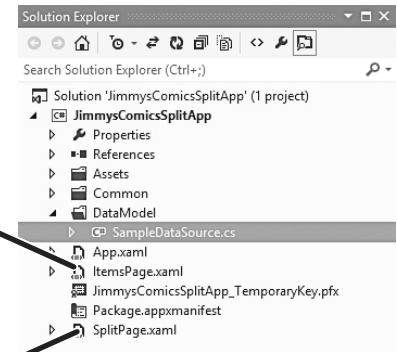 Solution Explorer
Search Solution Explorer (Ctrl+;)
Solution 'JimmysComicsSplitApp' (1 project)
C# JimmysComicsSplitApp
Properties
References
Assets
Common
DataModel
SampleDataSource.cs
App.xaml
ItemsPage.xaml
JimmysComicsSplitApp_TemporaryKey.pfx
Package.appxmanifest
SplitPage.xaml